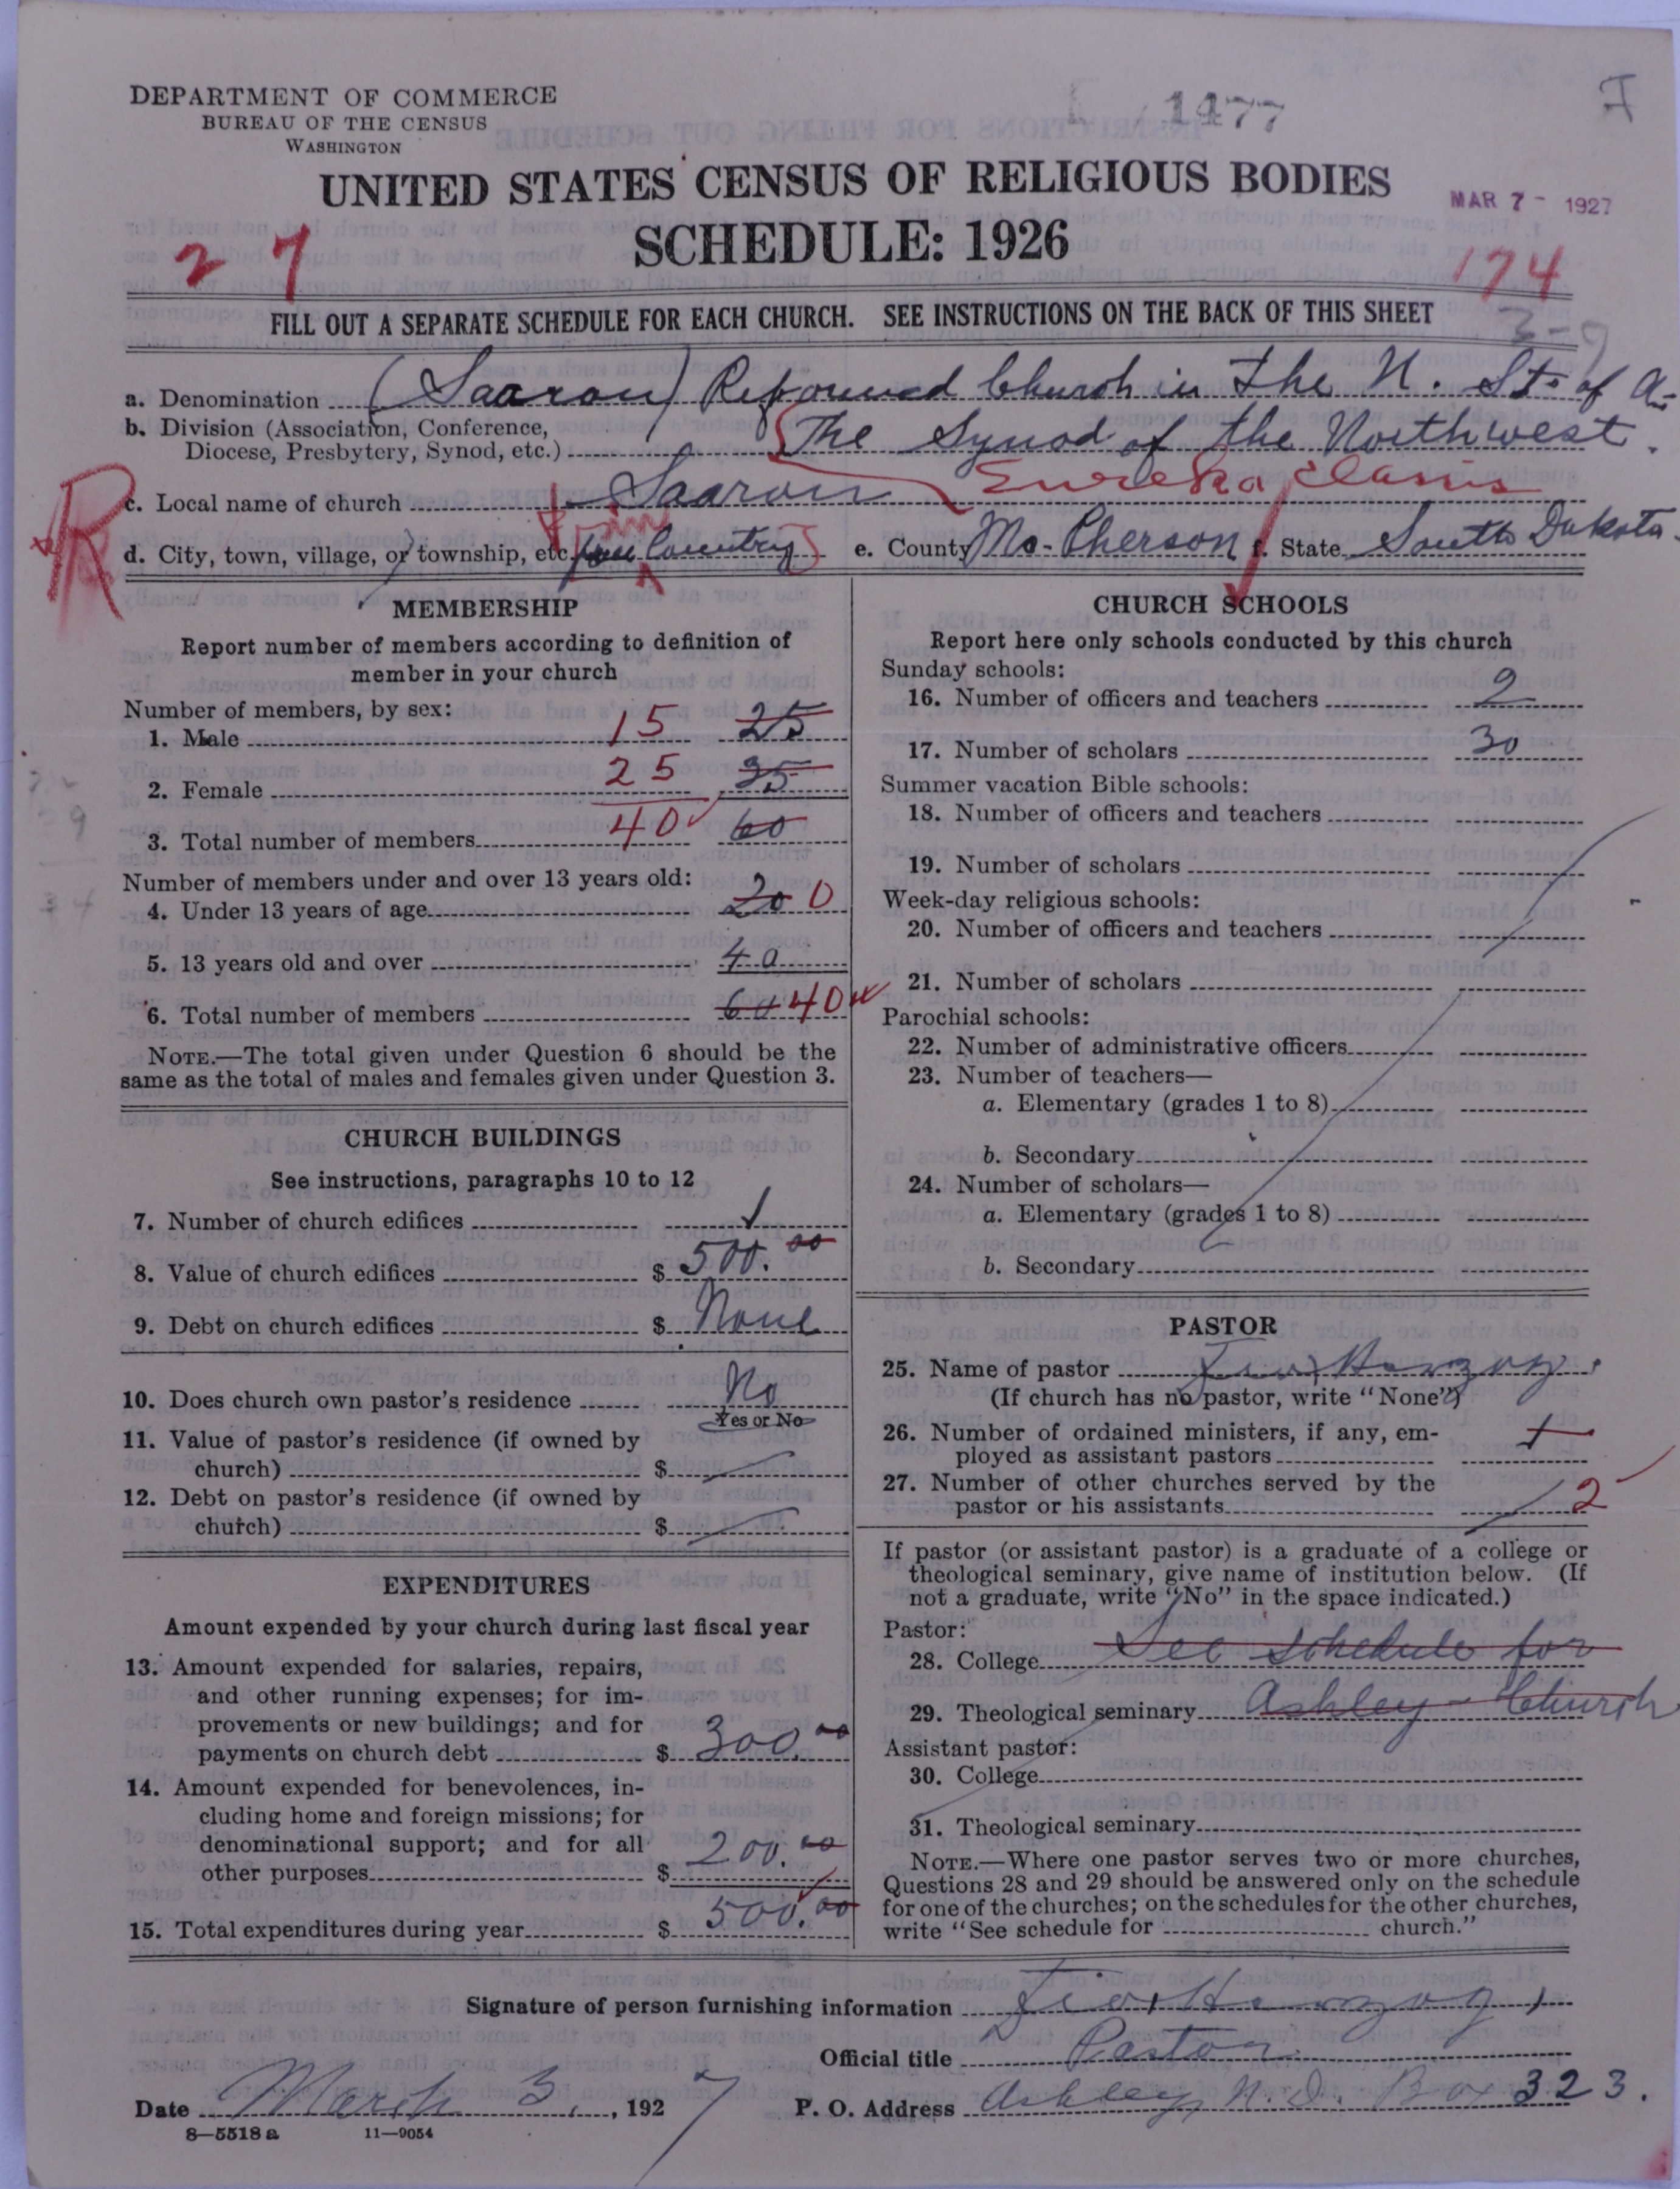 DEPARTMENT OF COMMERCE
BUREAU OF THE CENSUS
WASHINGTON
1477
UNITED STATES CENSUS OF RELIGIOUS BODIES
MAR 7 - 1927
SCHEDULE: 1926
27
174
FILL OUT A SEPARATE SCHEDULE FOR EACH CHURCH. SEE INSTRUCTIONS ON THE BACK OF THIS SHEET
3-9
a. Denomination (Saaron) Reformed Church in the U. St. of A.
b. Division (Association, Conference, Diocese, Presbytery, Synod, etc.) The Synod of the Northwest.
Eureka Classis
R
c. Local name of church Saaron
d. City, town, village, or township, etc. Country e. County Mc-Pherson f. State South Dakota
MEMBERSHIP
Report number of members according to definition of
member in your church
Number of members, by sex:
1. Male 15 25
2. Female 25 35
3. Total number of members 40 60
Number of members under and over 13 years old:
4. Under 13 years of age 20 0
5. 13 years old and over 40
6. Total number of members 60 40
NOTE.—The total given under Question 6 should be the
same as the total of males and females given under Question 3.
CHURCH BUILDINGS
See instructions, paragraphs 10 to 12
7. Number of church edifices 1
8. Value of church edifices $ 500.00
9. Debt on church edifices $ None
10. Does church own pastor's residence No
Yes or No
11. Value of pastor's residence (if owned by
church) $
12. Debt on pastor's residence (if owned by
church) $
EXPENDITURES
Amount expended by your church during last fiscal year
13. Amount expended for salaries, repairs,
and other running expenses; for im-
provements or new buildings; and for
payments on church debt $ 300.00
14. Amount expended for benevolences, in-
cluding home and foreign missions; for
denominational support; and for all
other purposes $ 200.00
15. Total expenditures during year $ 500.00
CHURCH SCHOOLS
Report here only schools conducted by this church
Sunday schools:
16. Number of officers and teachers 2
17. Number of scholars 30
Summer vacation Bible schools:
18. Number of officers and teachers
19. Number of scholars
Week-day religious schools:
20. Number of officers and teachers
21. Number of scholars
Parochial schools:
22. Number of administrative officers
23. Number of teachers—
a. Elementary (grades 1 to 8)
b. Secondary
24. Number of scholars—
a. Elementary (grades 1 to 8)
b. Secondary
PASTOR
25. Name of pastor Herzog.
(If church has no pastor, write "None")
26. Number of ordained ministers, if any, em-
ployed as assistant pastors
27. Number of other churches served by the
pastor or his assistants 2
If pastor (or assistant pastor) is a graduate of a college or
theological seminary, give name of institution below. (If
not a graduate, write "No" in the space indicated.)
Pastor:
28. College See schedule for
29. Theological seminary Ashley - Church
Assistant pastor:
30. College
31. Theological seminary
NOTE.—Where one pastor serves two or more churches,
Questions 28 and 29 should be answered only on the schedule
for one of the churches; on the schedules for the other churches,
write "See schedule for church."
Signature of person furnishing information Herzog,
Official title Pastor.
Date March 3, 1927 P. O. Address Ashley, N.D. Box 323.
8—5518 a 11—9054